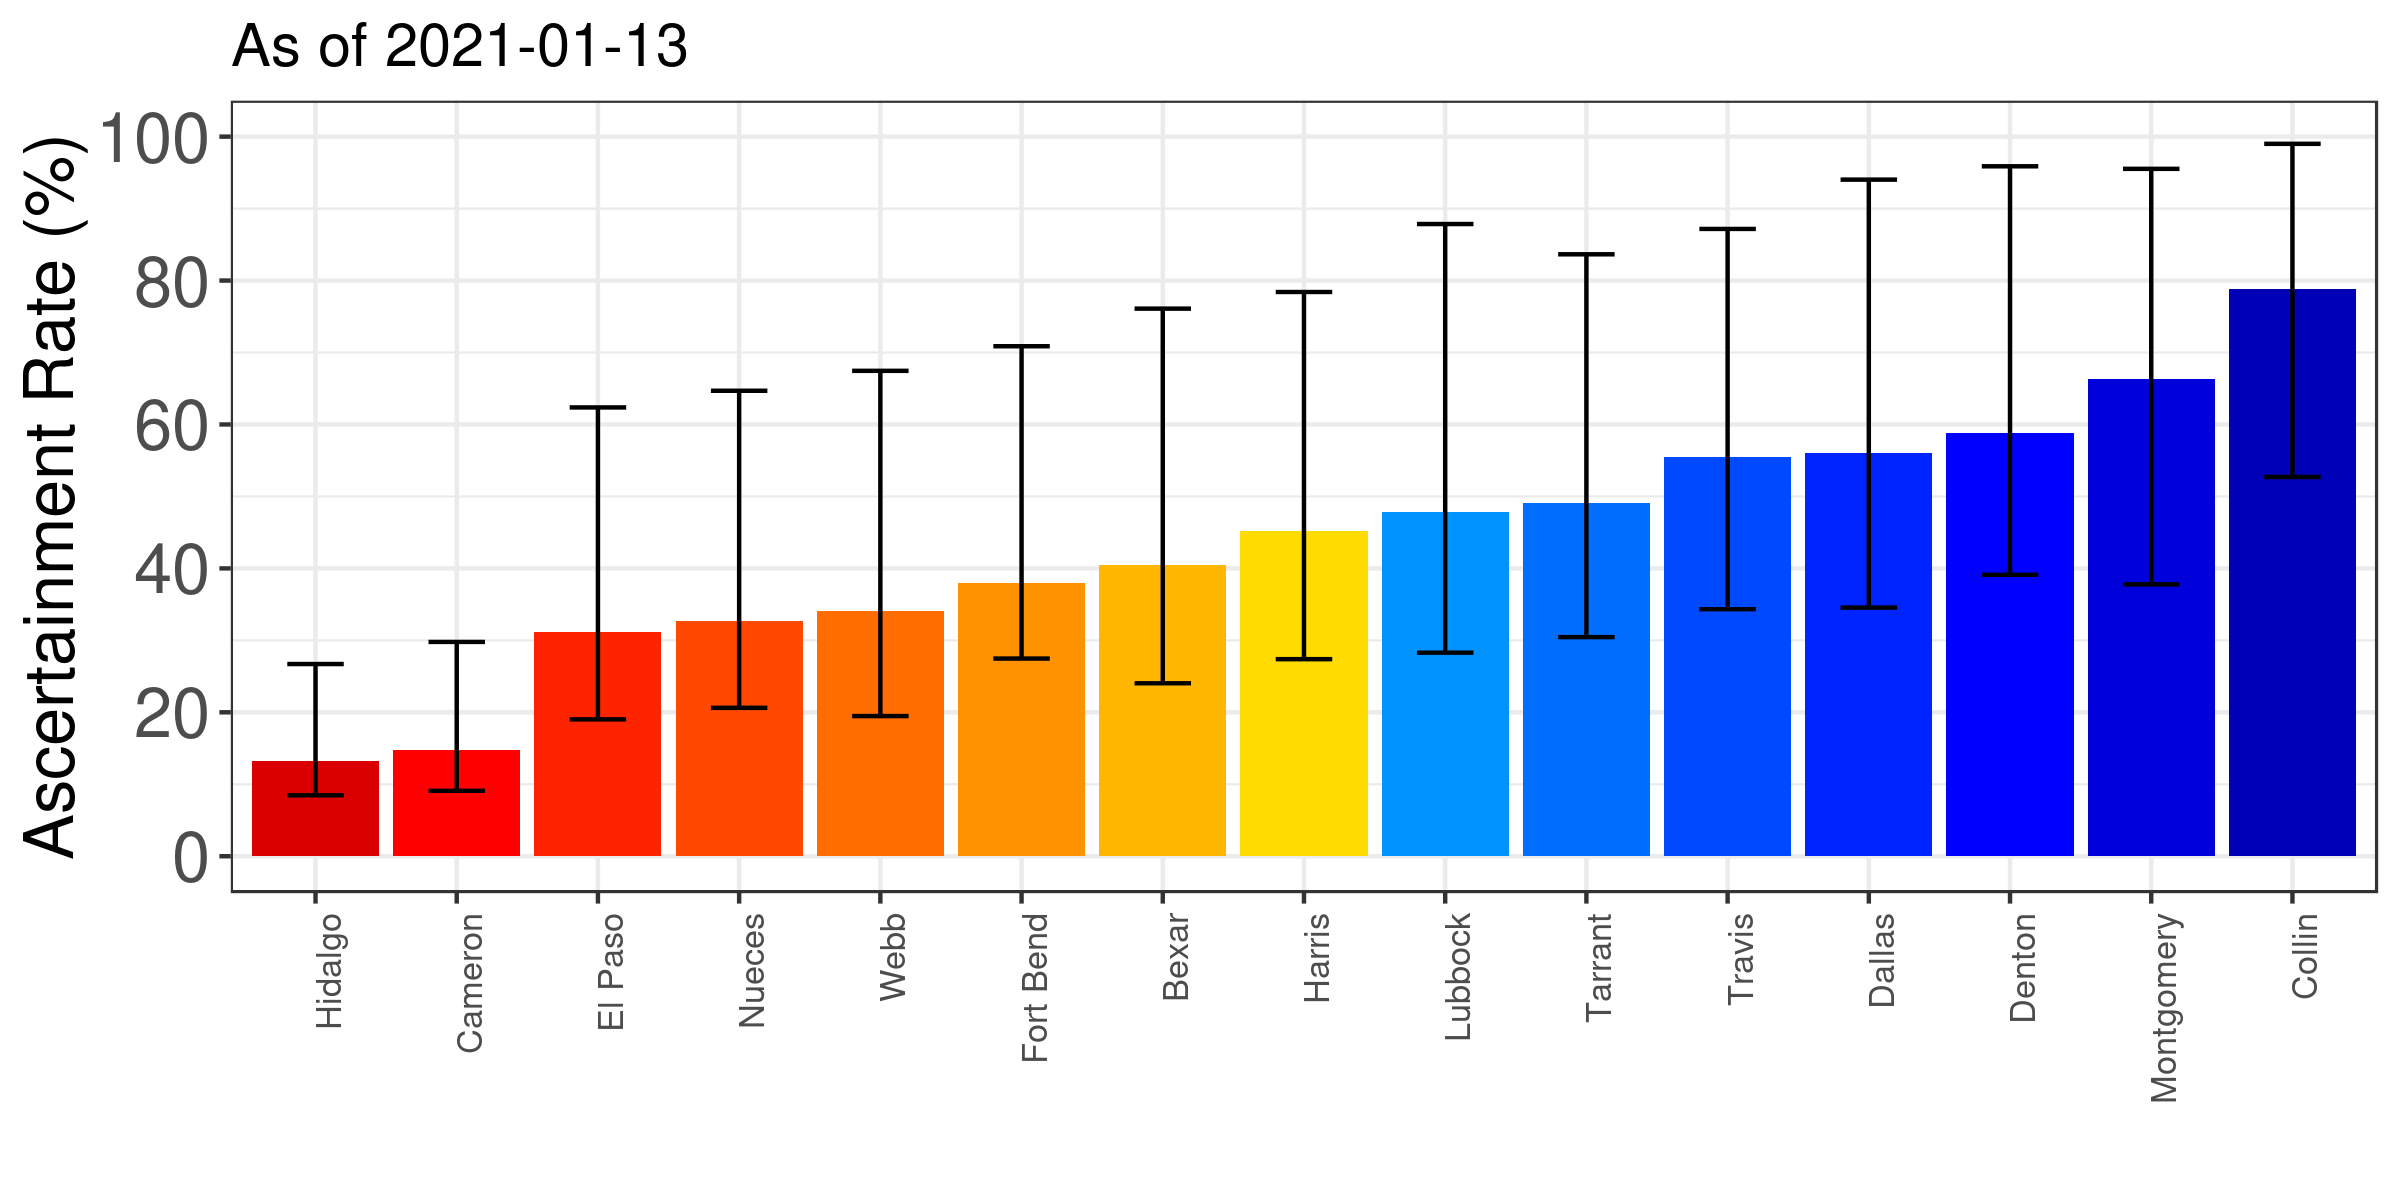 As of 2021-01-13
Ascertainment Rate (%)
100
80
60
40
20
0
Hidalgo
Cameron
El Paso
Nueces
Webb
Fort Bend
Bexar
Harris
Lubbock
Tarrant
Travis
Dallas
Denton
Montgomery
Collin